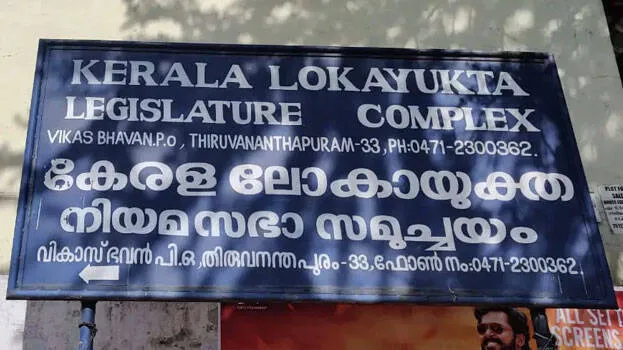 KERALA LOKAYUKTA
LEGISLATURE COMPLEX
VIKAS BHAVAN.P.O , THIRUVANANTHAPURAM-33,PH:0471-2300362.
കേരള ലോകായുക്ത
നിയമസഭാ സമുച്ചയം
വികാസ് ഭവൻ പി.ഒ ,തിരുവനന്തപുരം-33,ഫോൺ നം:0471-2300362.
ALL SET T
SCREENS